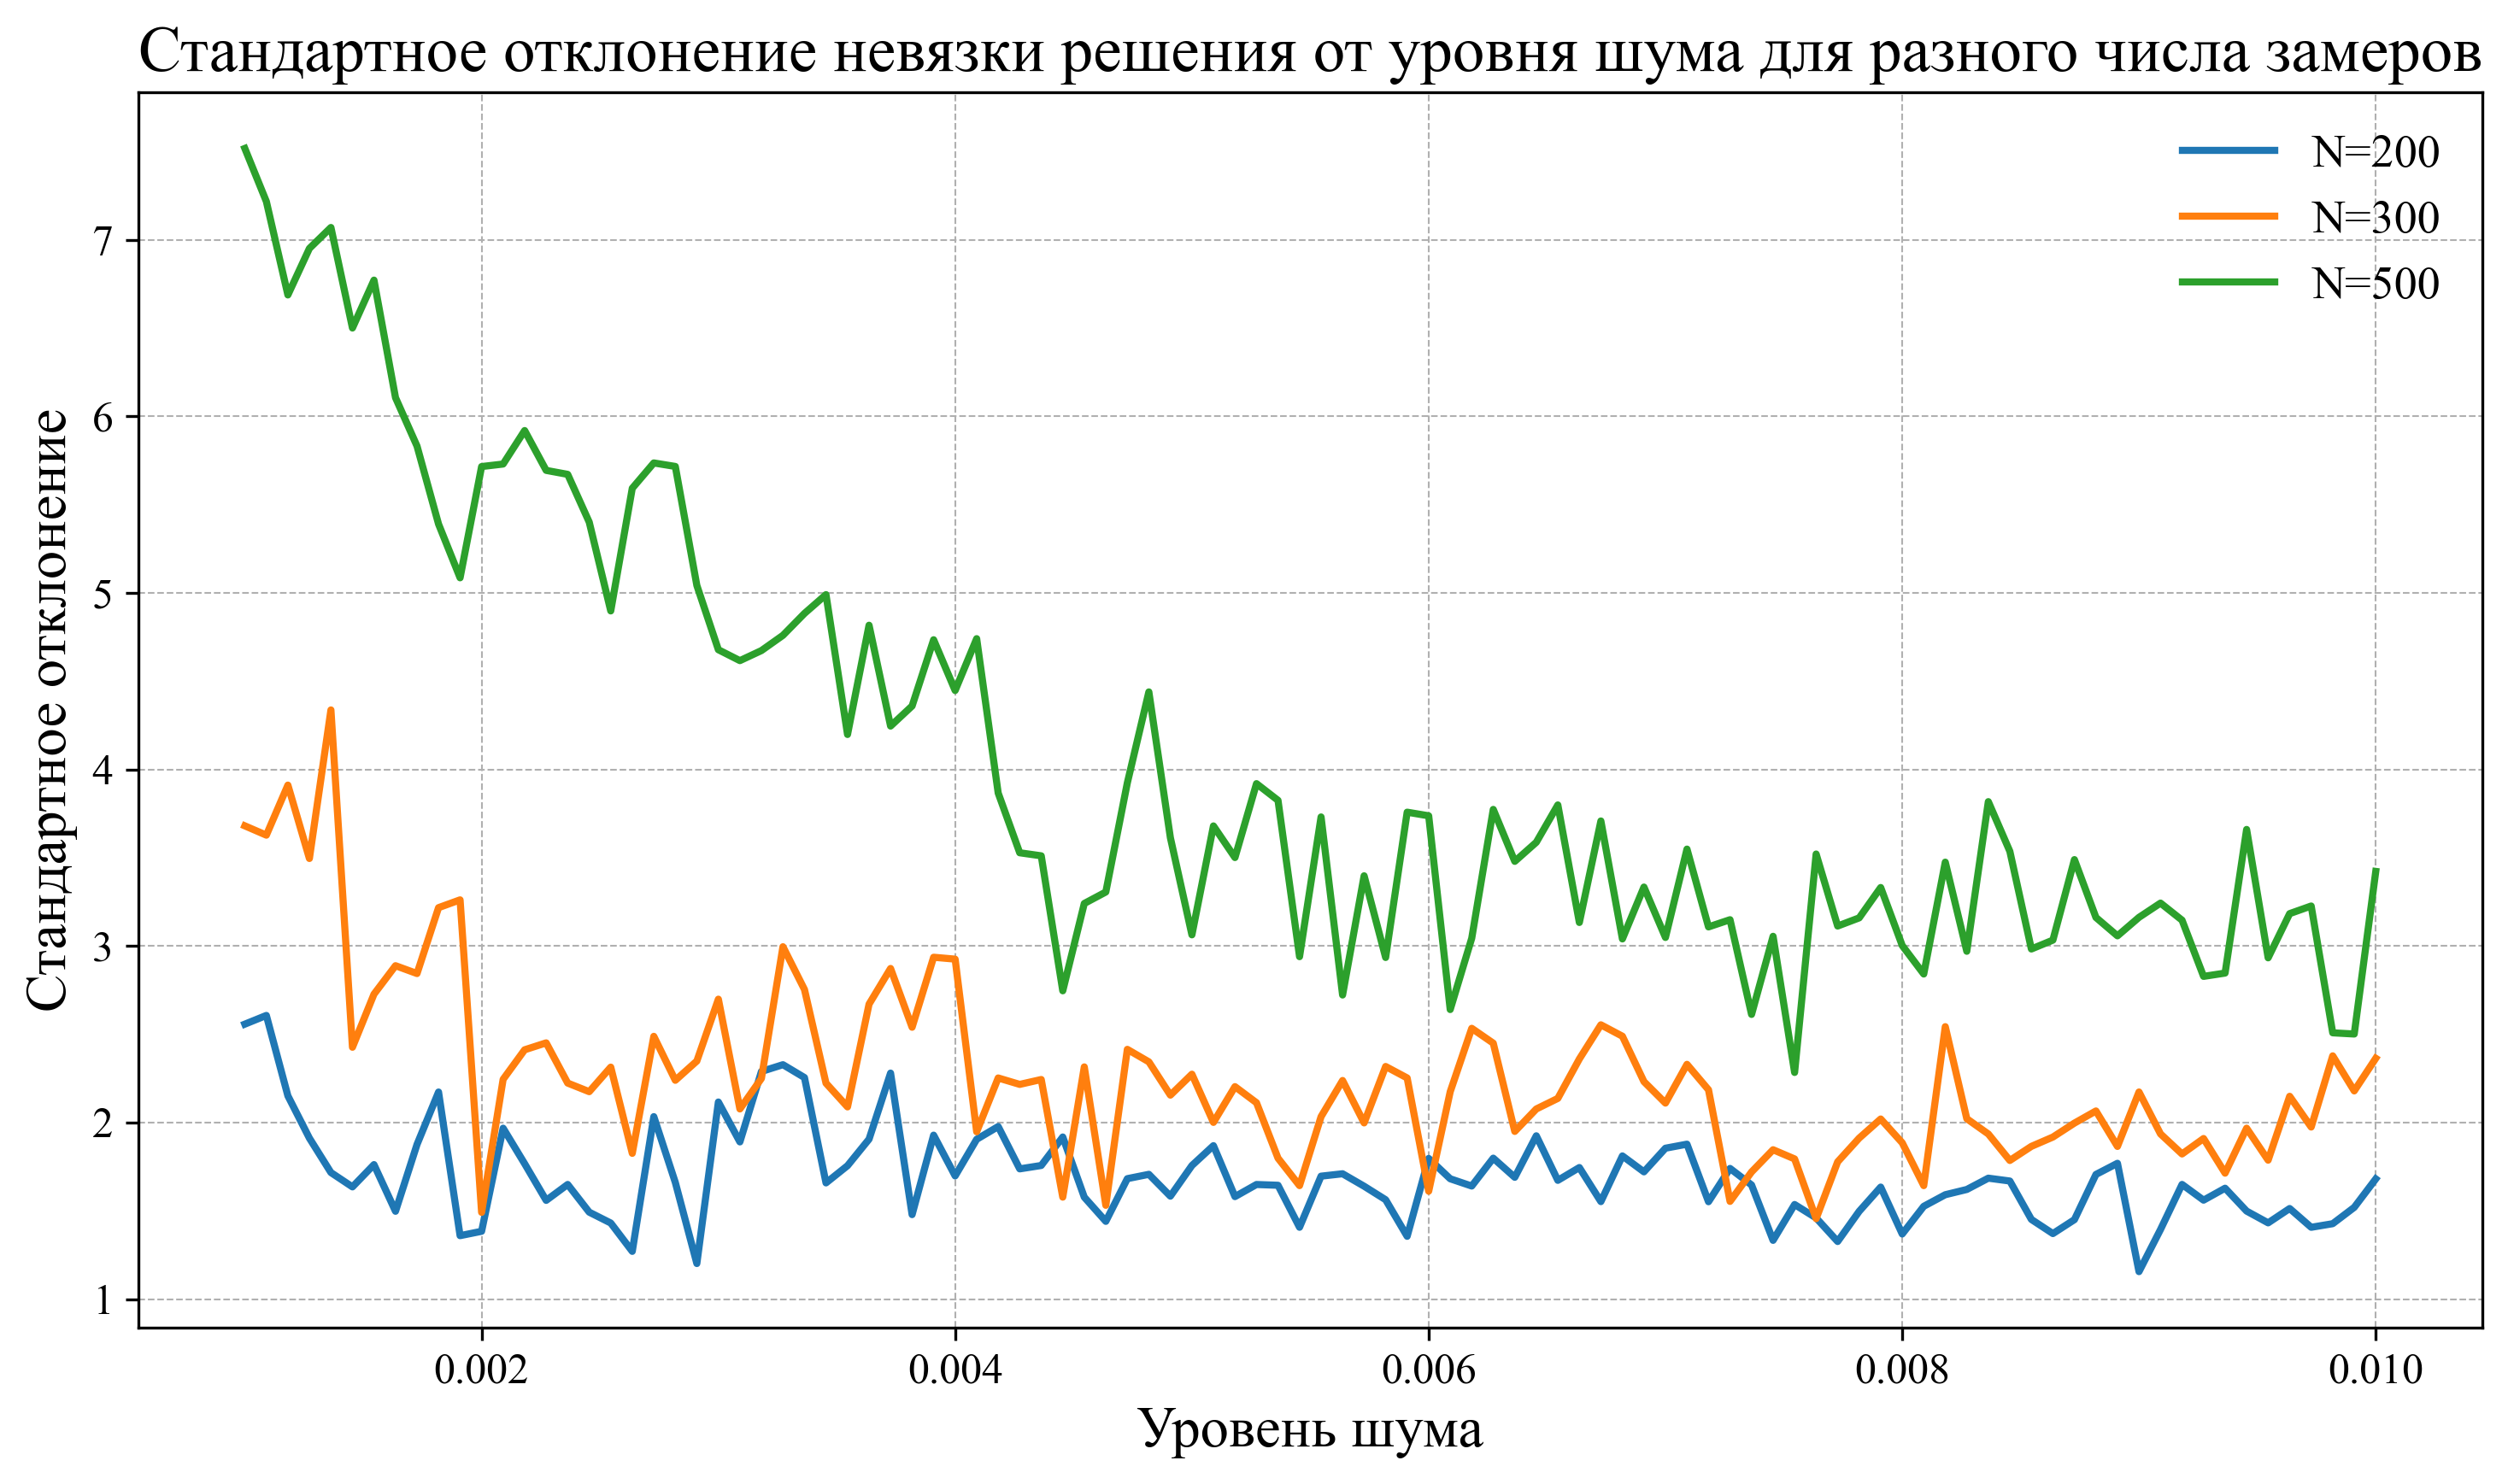 Стандартное отклонение невязки решения от уровня шума для разного числа замеров
N=200
N=300
N=500
Стандартное отклонение
7
6
5
4
3
2
1
0.002 0.004 0.006 0.008 0.010
Уровень шума